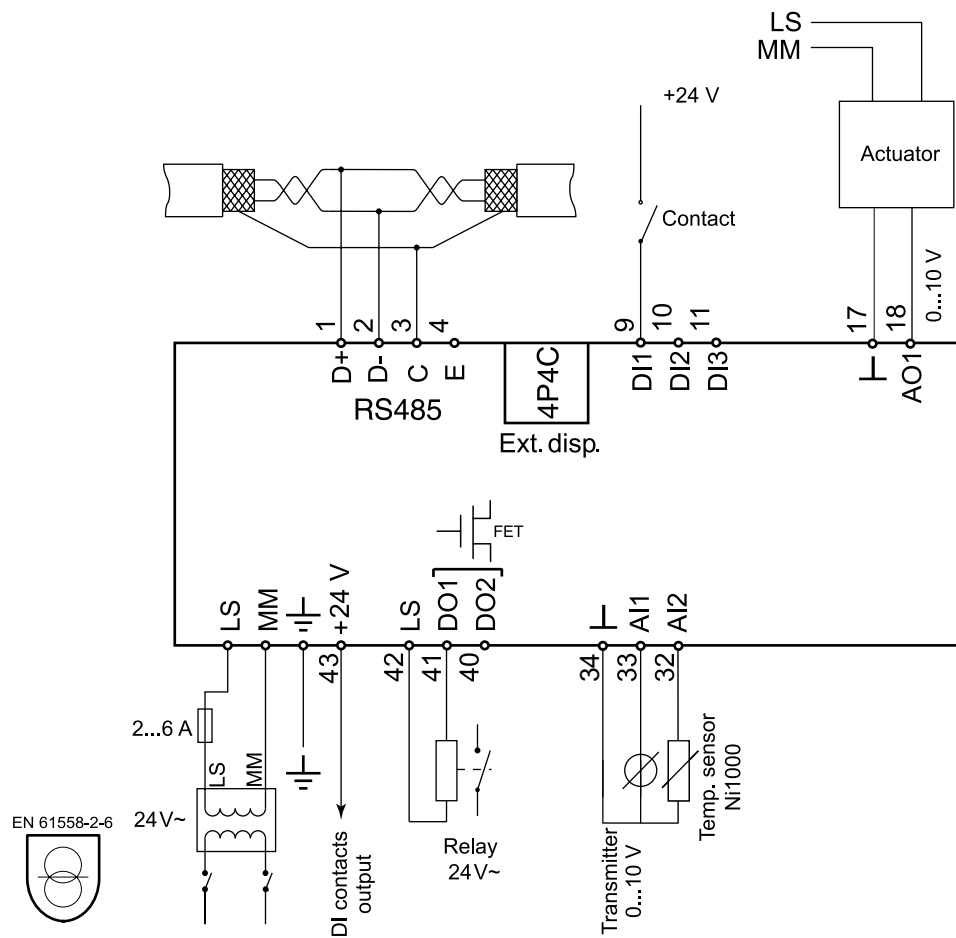 LS
MM
+24 V
Actuator
Contact
0...10 V
1
2
3
4
9
10
11
17
18
D+
D-
C
E
4P4C
DI1
DI2
DI3
⊥
AO1
RS485
Ext. disp.
FET
LS
MM
+24 V
LS
DO1
DO2
⊥
AI1
AI2
43
42
41
40
34
33
32
2...6 A
LS
MM
EN 61558-2-6
24V~
DI contacts
output
Relay
24V~
Transmitter
0...10 V
Temp. sensor
Ni1000